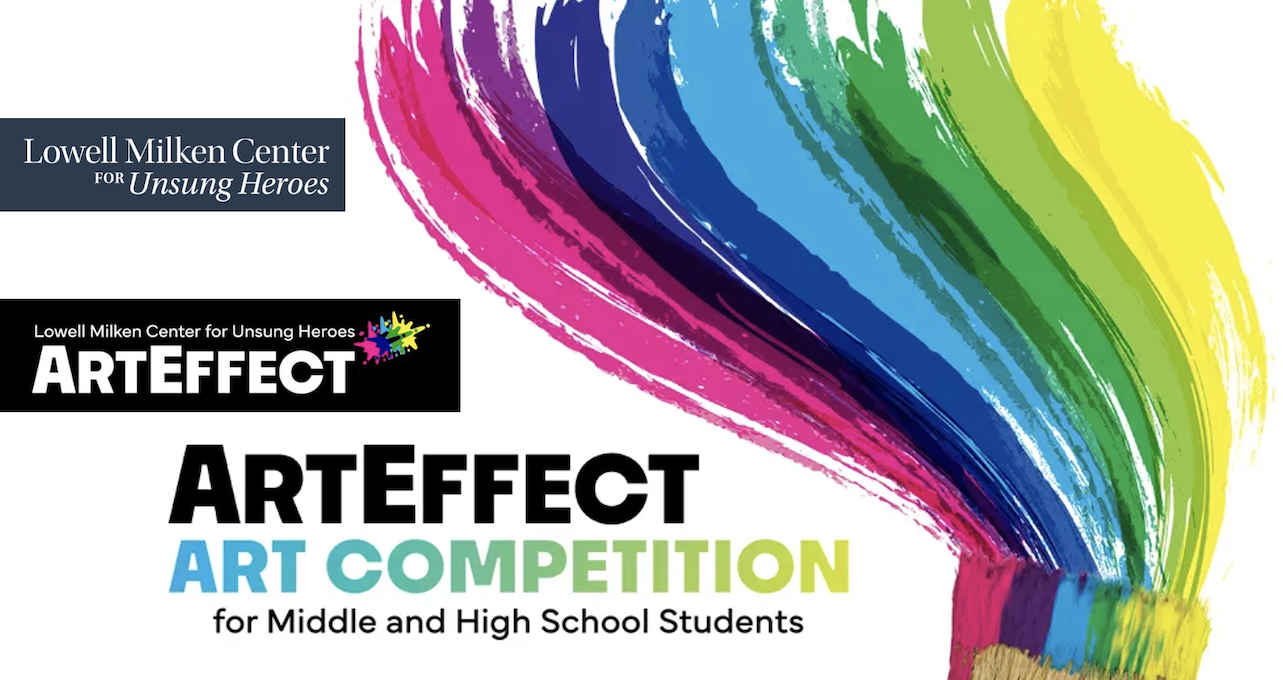 Lowell Milken Center
FOR Unsung Heroes
Lowell Milken Center for Unsung Heroes
ARTEFFECT
ARTEFFECT
ART COMPETITION
for Middle and High School Students